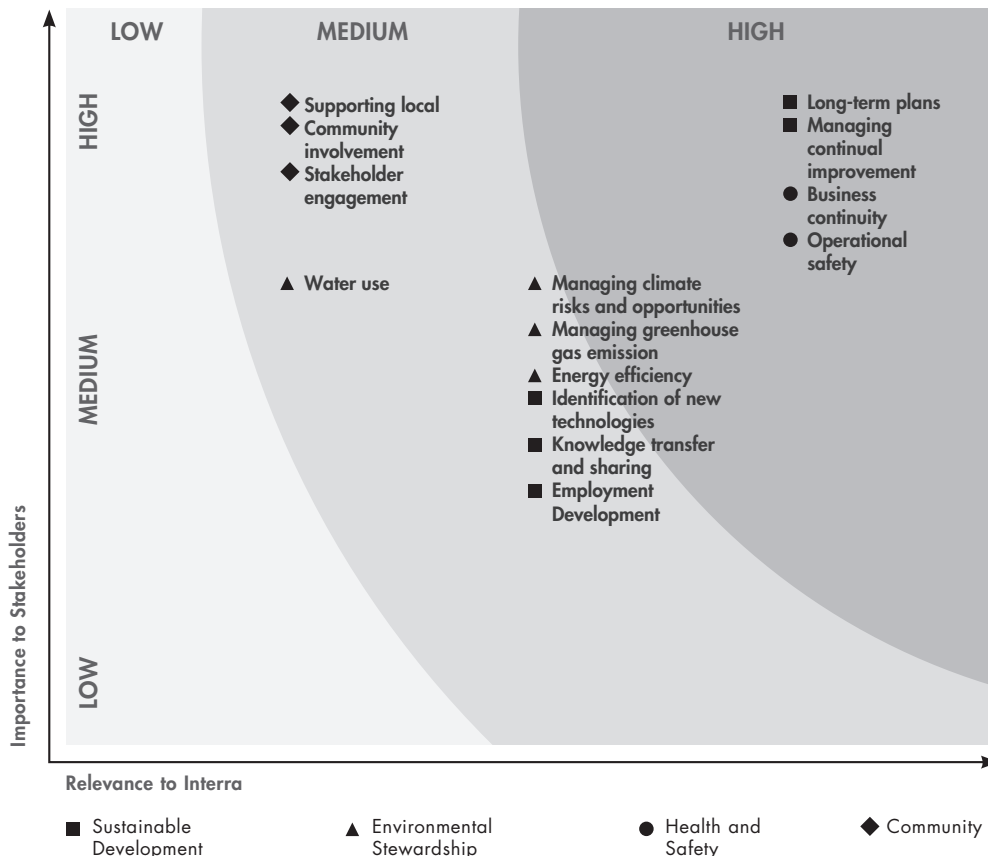 LOW
MEDIUM
HIGH
HIGH
MEDIUM
LOW
Importance to Stakeholders
Supporting local
Community
involvement
Stakeholder
engagement
Long-term plans
Managing
continual
improvement
Business
continuity
Operational
safety
Water use
Managing climate
risks and opportunities
Managing greenhouse
gas emission
Energy efficiency
Identification of new
technologies
Knowledge transfer
and sharing
Employment
Development
Relevance to Interra
Sustainable
Development
Environmental
Stewardship
Health and
Safety
Community